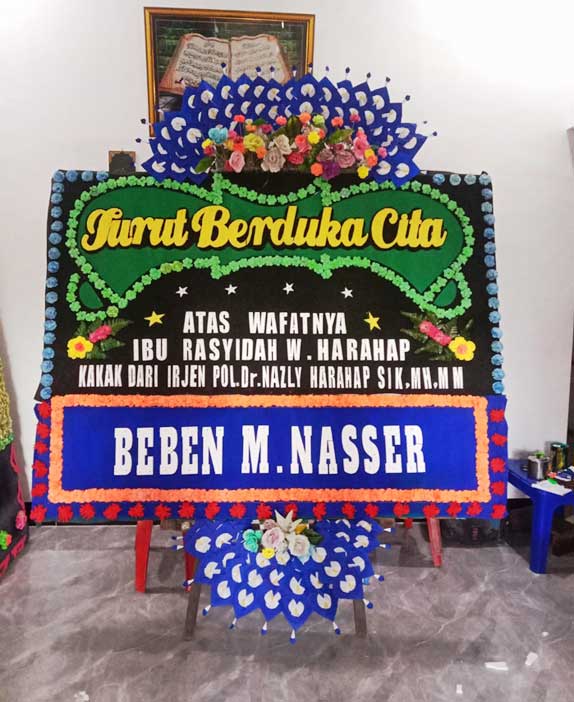 Turut Berduka Cita
ATAS WAFATNYA
IBU RASYIDAH W. HARAHAP
KAKAK DARI IRJEN POL.Dr.NAZLY HARAHAP SIK.MH.MM
BEBEN M.NASSER